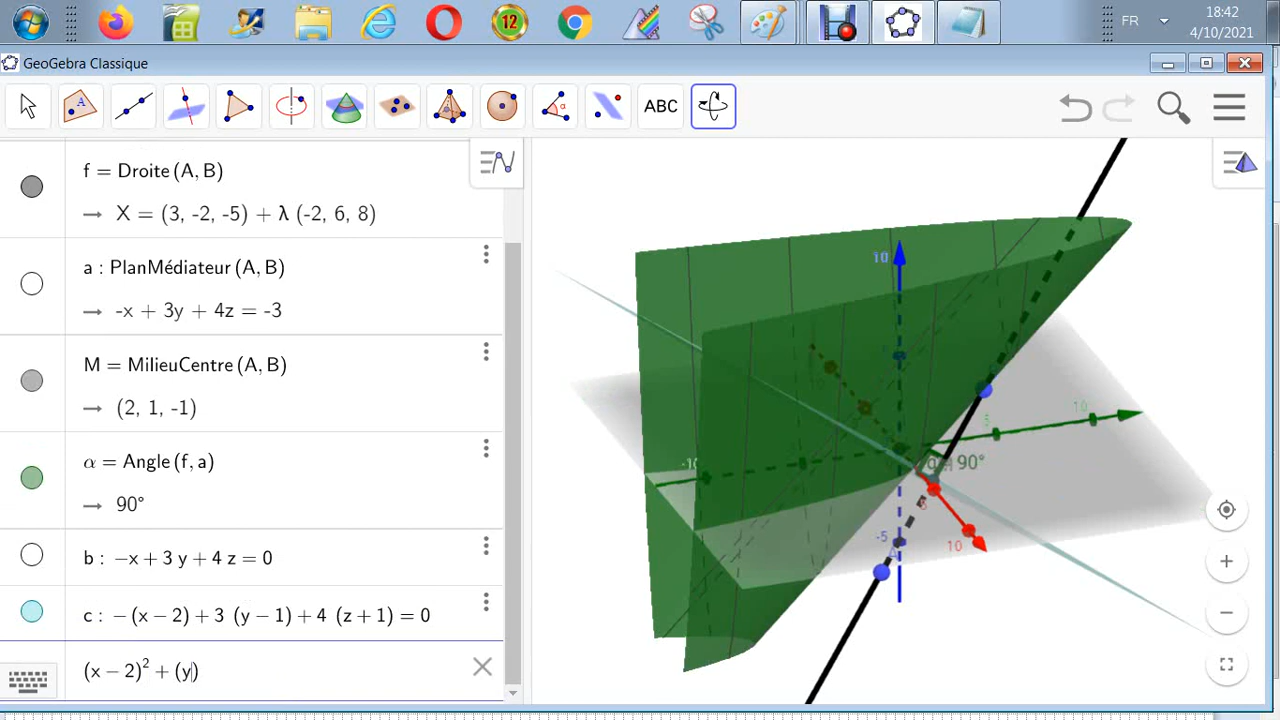 12
FR
18:42
4/10/2021
GeoGebra Classique
A
α
ABC
f = Droite (A, B)
→ X = (3, -2, -5) + λ (-2, 6, 8)
a : PlanMédiateur (A, B)
→ -x + 3y + 4z = -3
M = MilieuCentre (A, B)
→ (2, 1, -1)
α = Angle (f, a)
→ 90°
b : −x + 3 y + 4 z = 0
c : − (x − 2) + 3 (y − 1) + 4 (z + 1) = 0
(x − 2)² + (y)
10
10
-10
90°
-5
10